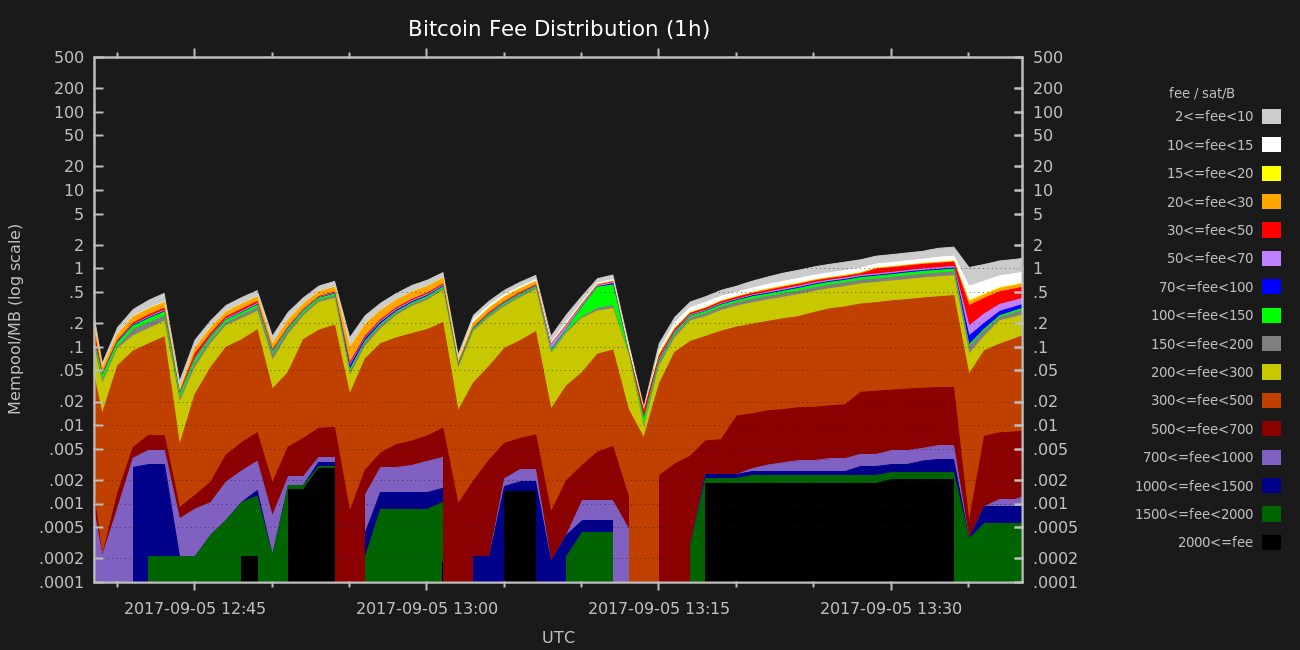 Bitcoin Fee Distribution (1h)
500 500
200 200
100 100
50 50
20 20
10 10
5 5
2 2
1 1
.5 .5
.2 .2
.1 .1
.05 .05
.02 .02
.01 .01
.005 .005
.002 .002
.001 .001
.0005 .0005
.0002 .0002
.0001 .0001
Mempool/MB (log scale)
2017-09-05 12:45 2017-09-05 13:00 2017-09-05 13:15 2017-09-05 13:30
UTC
fee / sat/B
2<=fee<10
10<=fee<15
15<=fee<20
20<=fee<30
30<=fee<50
50<=fee<70
70<=fee<100
100<=fee<150
150<=fee<200
200<=fee<300
300<=fee<500
500<=fee<700
700<=fee<1000
1000<=fee<1500
1500<=fee<2000
2000<=fee